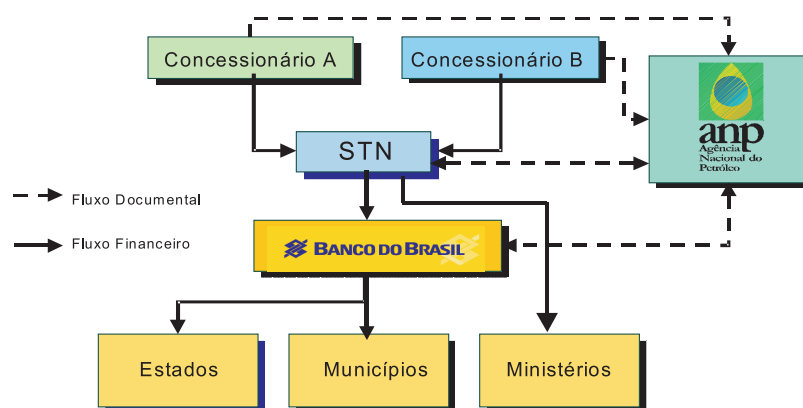 Concessionário A
Concessionário B
anp
Agência
Nacional do
Petróleo
STN
Fluxo Documental
Fluxo Financeiro
BANCO DO BRASIL
Estados
Municípios
Ministérios